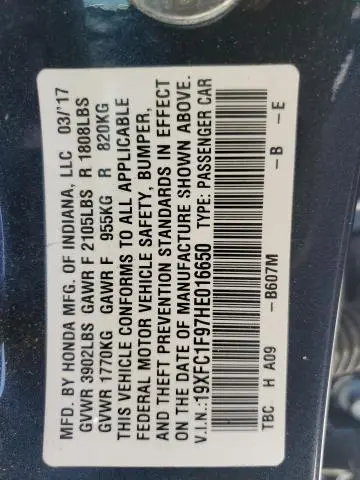 MFD. BY HONDA MFG. OF INDIANA, LLC 03/'17
GVWR 3902LBS GAWR F 2105LBS R 1808LBS
GVWR 1770KG GAWR F 955KG R 820KG
THIS VEHICLE CONFORMS TO ALL APPLICABLE
FEDERAL MOTOR VEHICLE SAFETY, BUMPER,
AND THEFT PREVENTION STANDARDS IN EFFECT
ON THE DATE OF MANUFACTURE SHOWN ABOVE.
V.I.N.:19XFC1F97HE016650 TYPE: PASSENGER CAR
TBC H A09 -B607M -B -E